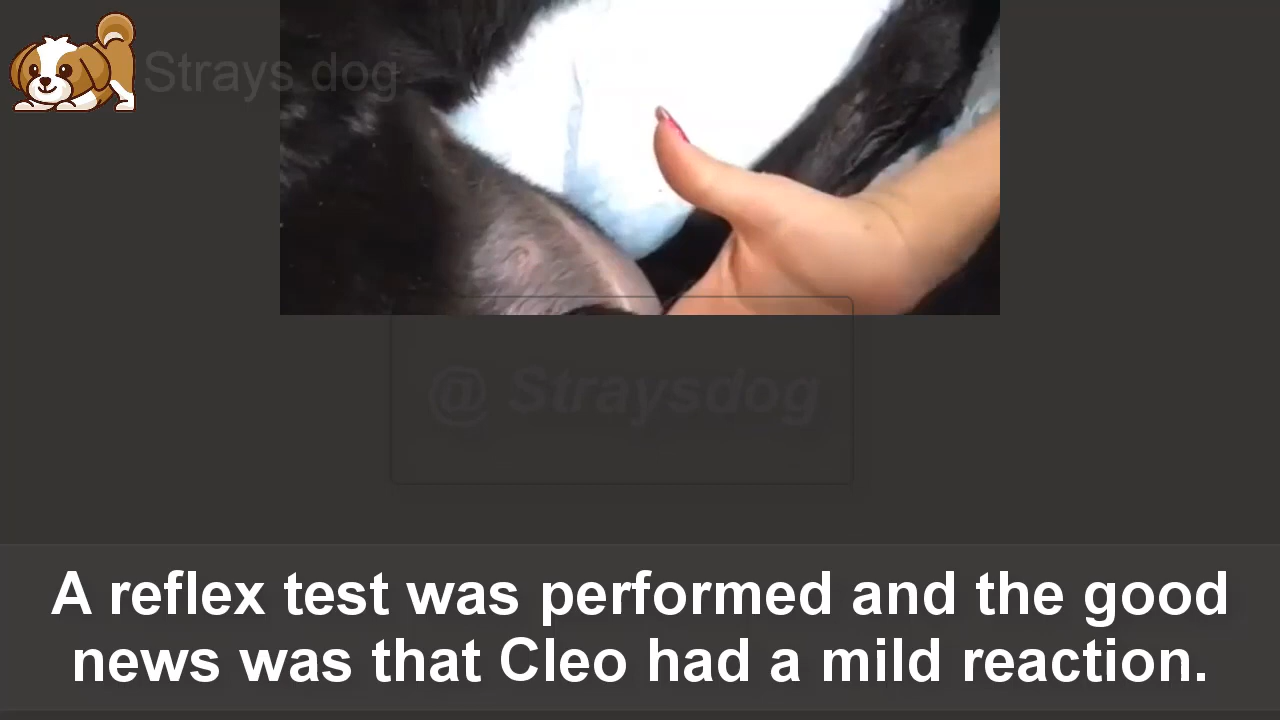 Strays dog
@ Straysdog
A reflex test was performed and the good
news was that Cleo had a mild reaction.